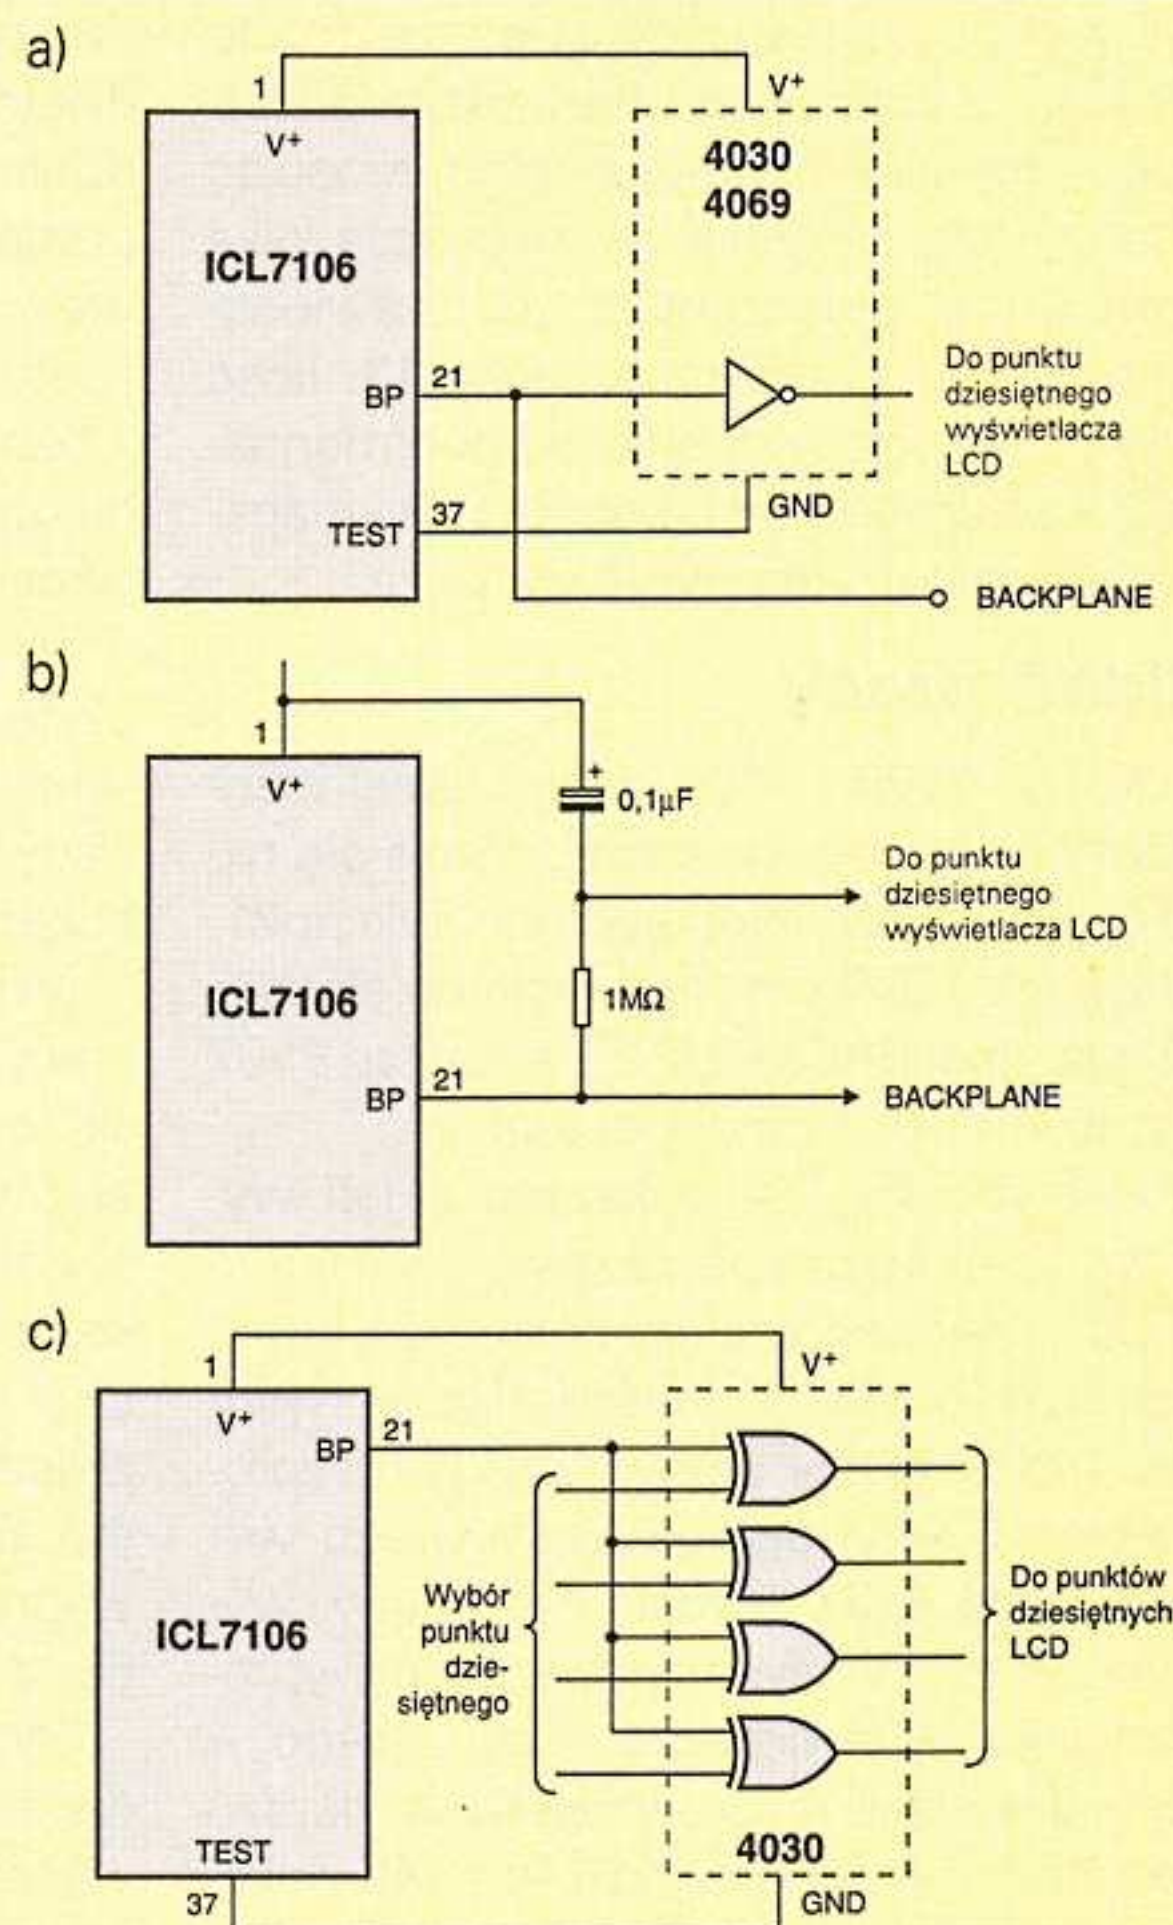 a)
1
V+
V+
4030
4069
ICL7106
BP
21
Do punktu
dziesiętnego
wyświetlacza
LCD
TEST
37
GND
BACKPLANE
b)
1
V+
+
0,1µF
Do punktu
dziesiętnego
wyświetlacza LCD
ICL7106
1MΩ
BP
21
BACKPLANE
c)
1
V+
V+
BP
21
ICL7106
Wybór
punktu
dzie-
siętnego
Do punktów
dziesiętnych
LCD
TEST
4030
37
GND